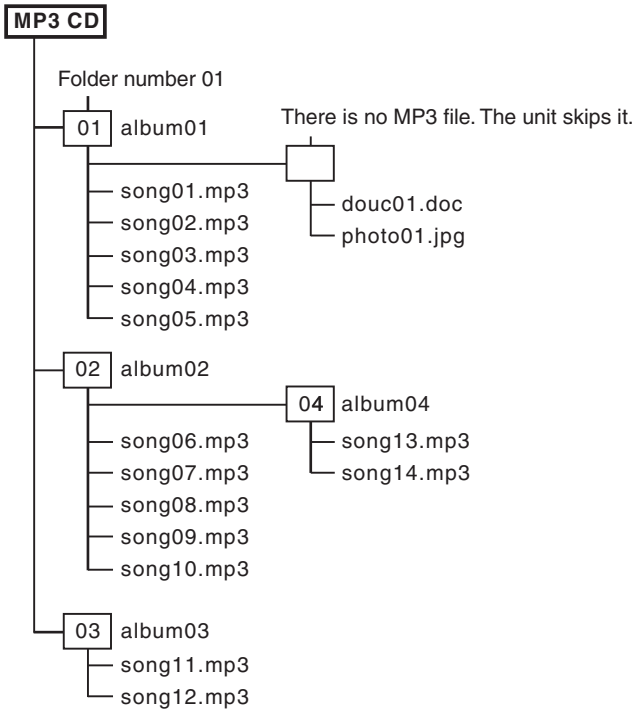 MP3 CD
Folder number 01
01 album01
There is no MP3 file. The unit skips it.
song01.mp3
song02.mp3
song03.mp3
song04.mp3
song05.mp3
douc01.doc
photo01.jpg
02 album02
04 album04
song06.mp3
song07.mp3
song08.mp3
song09.mp3
song10.mp3
song13.mp3
song14.mp3
03 album03
song11.mp3
song12.mp3